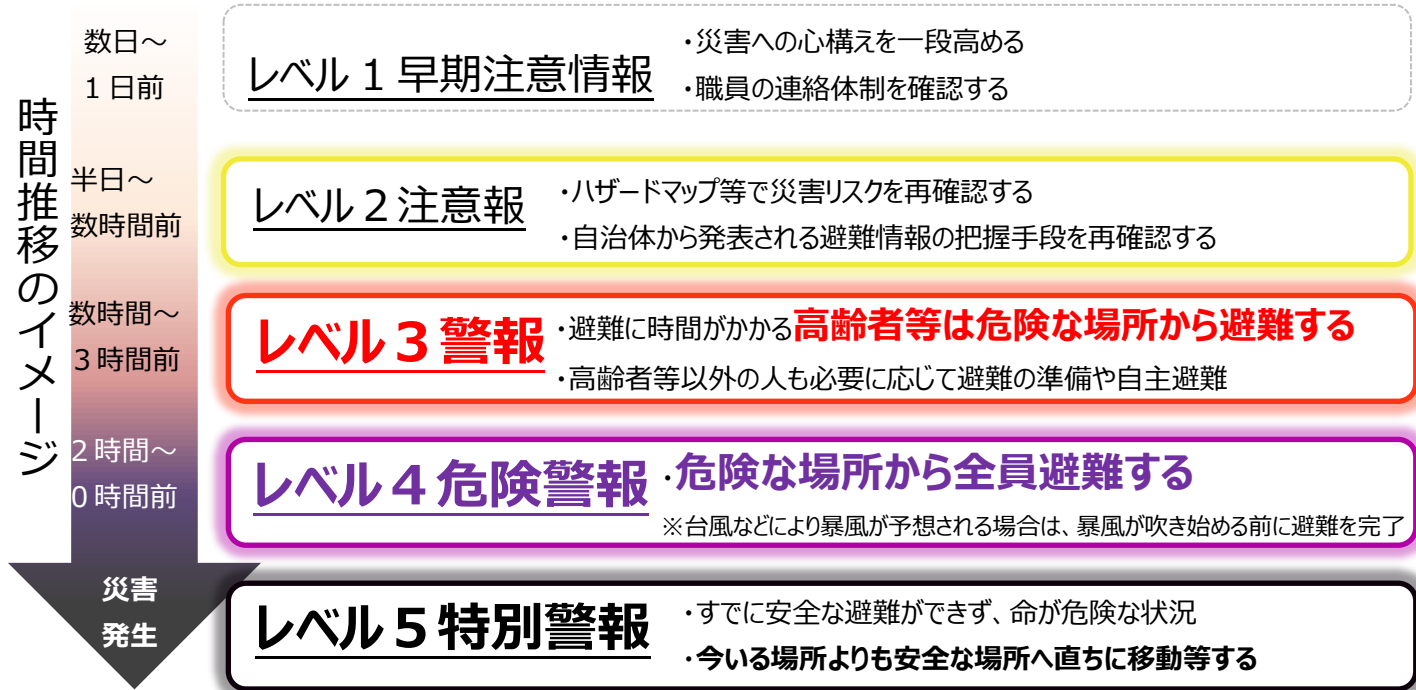 時間推移のイメージ
数日～
１日前
レベル１早期注意情報
・災害への心構えを一段高める
・職員の連絡体制を確認する
半日～
数時間前
レベル２注意報
・ハザードマップ等で災害リスクを再確認する
・自治体から発表される避難情報の把握手段を再確認する
数時間～
３時間前
レベル３警報
・避難に時間がかかる高齢者等は危険な場所から避難する
・高齢者等以外の人も必要に応じて避難の準備や自主避難
２時間～
０時間前
レベル４危険警報
・危険な場所から全員避難する
※台風などにより暴風が予想される場合は、暴風が吹き始める前に避難を完了
災害
発生
レベル５特別警報
・すでに安全な避難ができず、命が危険な状況
・今いる場所よりも安全な場所へ直ちに移動等する